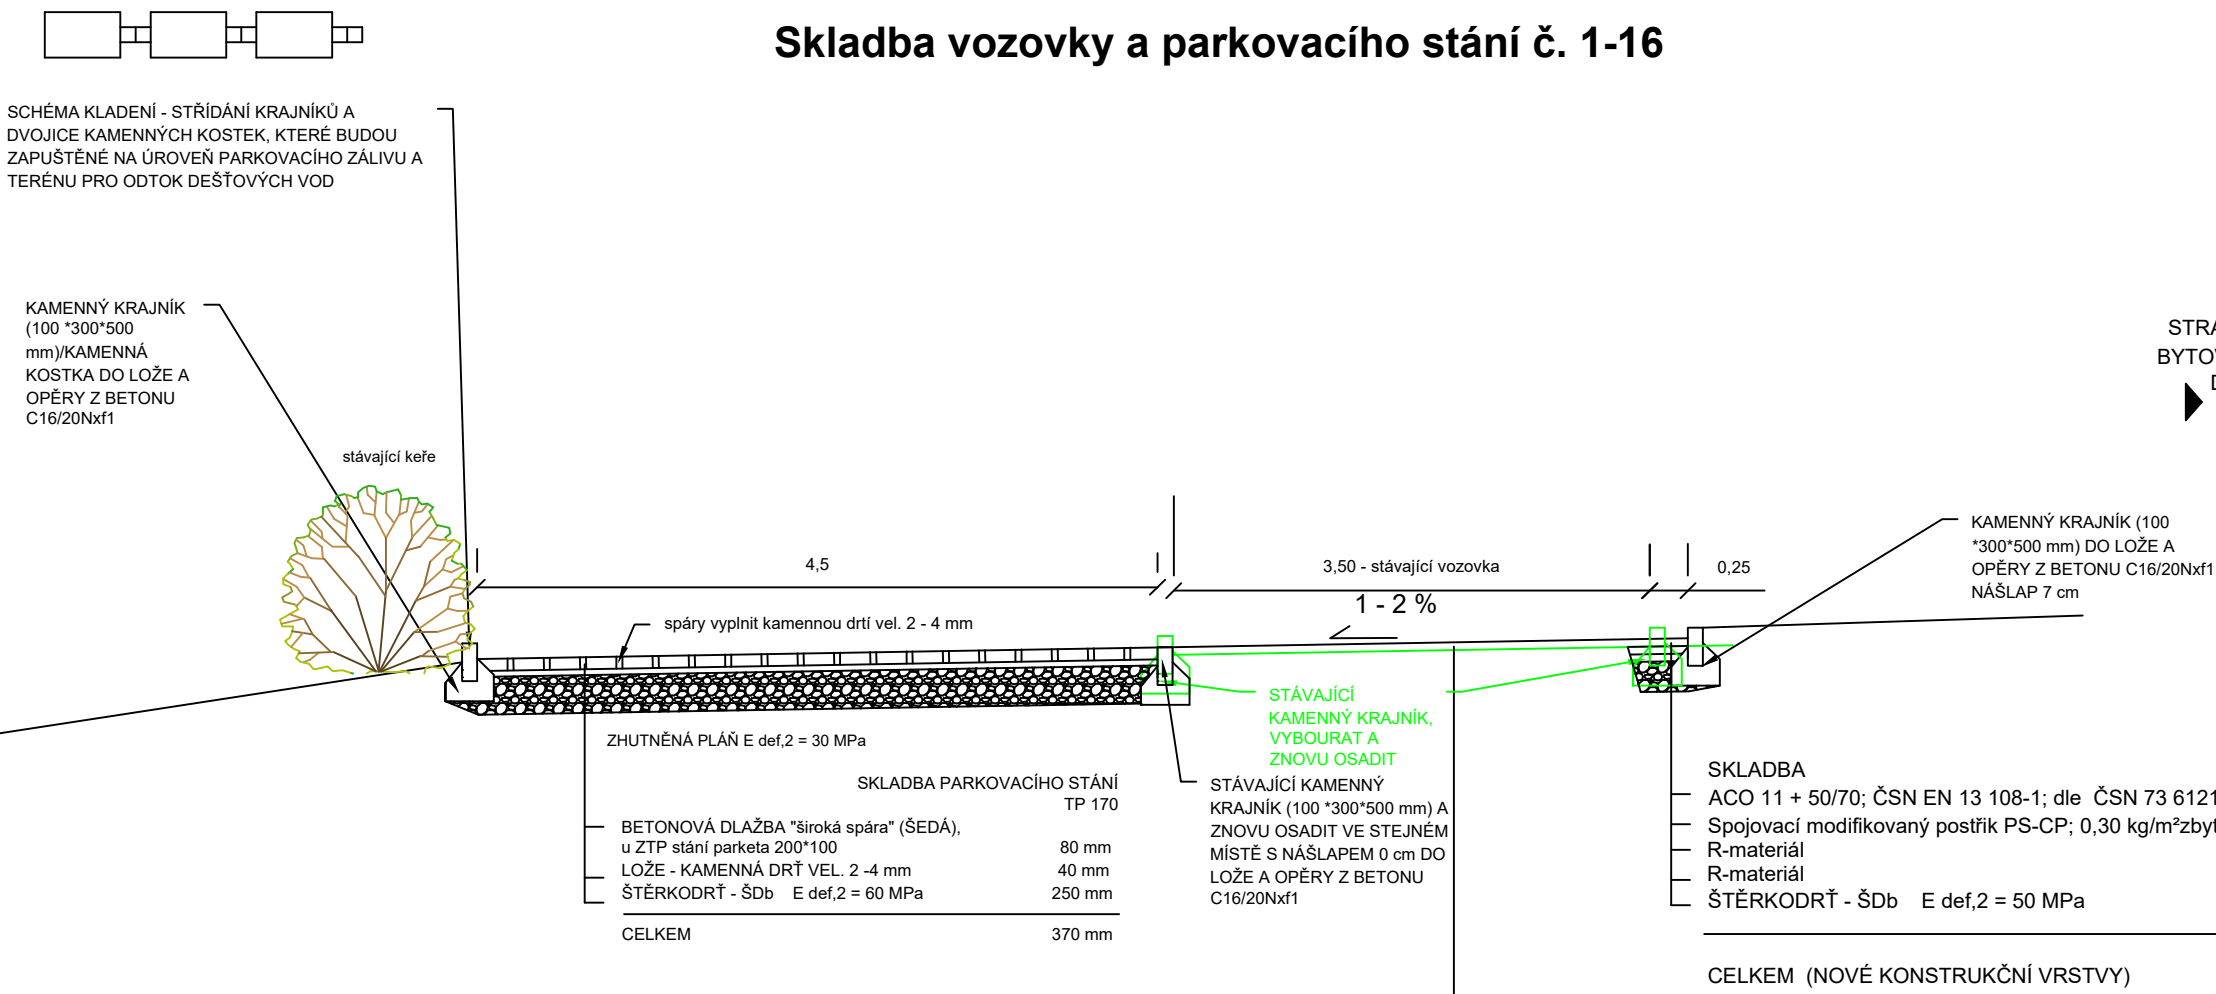 Skladba vozovky a parkovacího stání č. 1-16
SCHÉMA KLADENÍ - STŘÍDÁNÍ KRAJNÍKŮ A
DVOJICE KAMENNÝCH KOSTEK, KTERÉ BUDOU
ZAPUŠTĚNÉ NA ÚROVEŇ PARKOVACÍHO ZÁLIVU A
TERÉNU PRO ODTOK DEŠŤOVÝCH VOD
KAMENNÝ KRAJNÍK
(100 *300*500
mm)/KAMENNÁ
KOSTKA DO LOŽE A
OPĚRY Z BETONU
C16/20Nxf1
stávající keře
4,5
3,50 - stávající vozovka
0,25
1 - 2 %
spáry vyplnit kamennou drtí vel. 2 - 4 mm
KAMENNÝ KRAJNÍK (100
*300*500 mm) DO LOŽE A
OPĚRY Z BETONU C16/20Nxf1
NÁŠLAP 7 cm
STÁVAJÍCÍ
KAMENNÝ KRAJNÍK,
VYBOURAT A
ZNOVU OSADIT
ZHUTNĚNÁ PLÁŇ E def,2 = 30 MPa
SKLADBA PARKOVACÍHO STÁNÍ
TP 170
BETONOVÁ DLAŽBA "široká spára" (ŠEDÁ),
u ZTP stání parketa 200*100 80 mm
LOŽE - KAMENNÁ DRŤ VEL. 2 -4 mm 40 mm
ŠTĚRKODRŤ - ŠDb E def,2 = 60 MPa 250 mm
CELKEM 370 mm
STÁVAJÍCÍ KAMENNÝ
KRAJNÍK (100 *300*500 mm) A
ZNOVU OSADIT VE STEJNÉM
MÍSTĚ S NÁŠLAPEM 0 cm DO
LOŽE A OPĚRY Z BETONU
C16/20Nxf1
SKLADBA
ACO 11 + 50/70; ČSN EN 13 108-1; dle ČSN 73 6121
Spojovací modifikovaný postřik PS-CP; 0,30 kg/m²zbyt
R-materiál
R-materiál
ŠTĚRKODRŤ - ŠDb E def,2 = 50 MPa
CELKEM (NOVÉ KONSTRUKČNÍ VRSTVY)